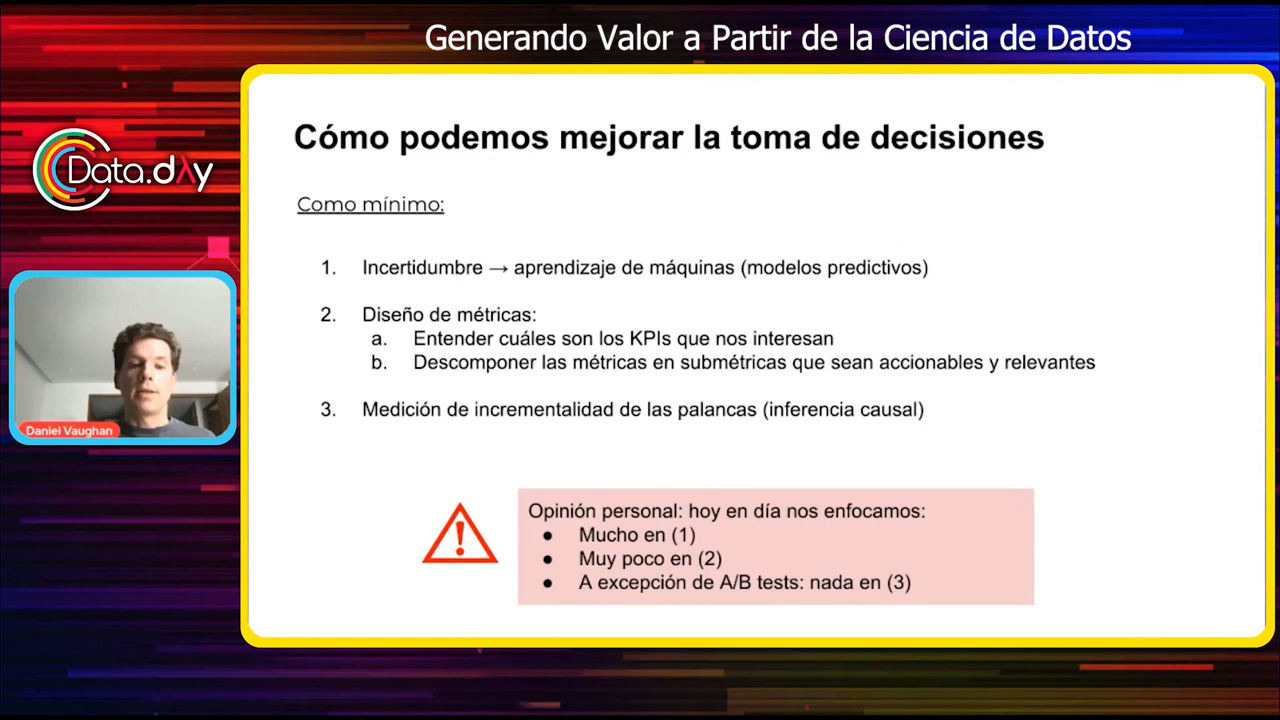 Generando Valor a Partir de la Ciencia de Datos
Data.dλy
Daniel Vaughan
Cómo podemos mejorar la toma de decisiones
Como mínimo:
1. Incertidumbre → aprendizaje de máquinas (modelos predictivos)
2. Diseño de métricas:
a. Entender cuáles son los KPIs que nos interesan
b. Descomponer las métricas en submétricas que sean accionables y relevantes
3. Medición de incrementalidad de las palancas (inferencia causal)
Opinión personal: hoy en día nos enfocamos:
● Mucho en (1)
● Muy poco en (2)
● A excepción de A/B tests: nada en (3)